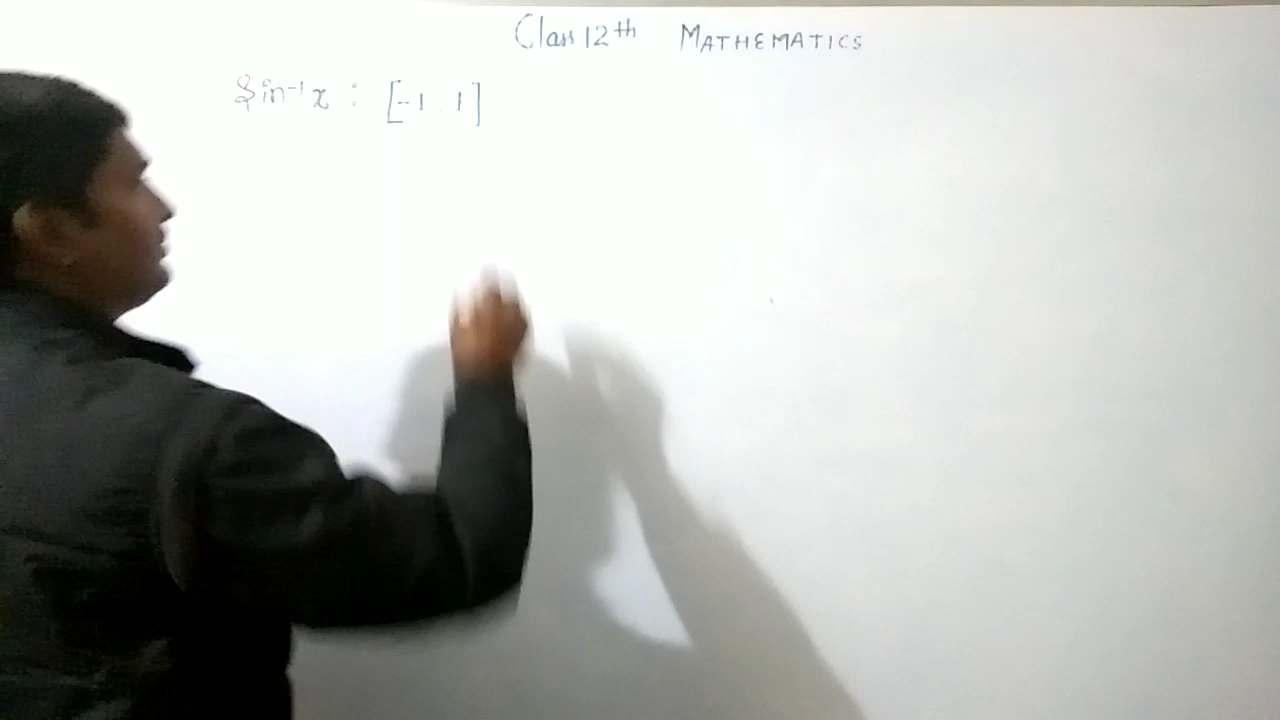 Class 12th MATHEMATICS
Sin⁻¹x : [-1, 1]